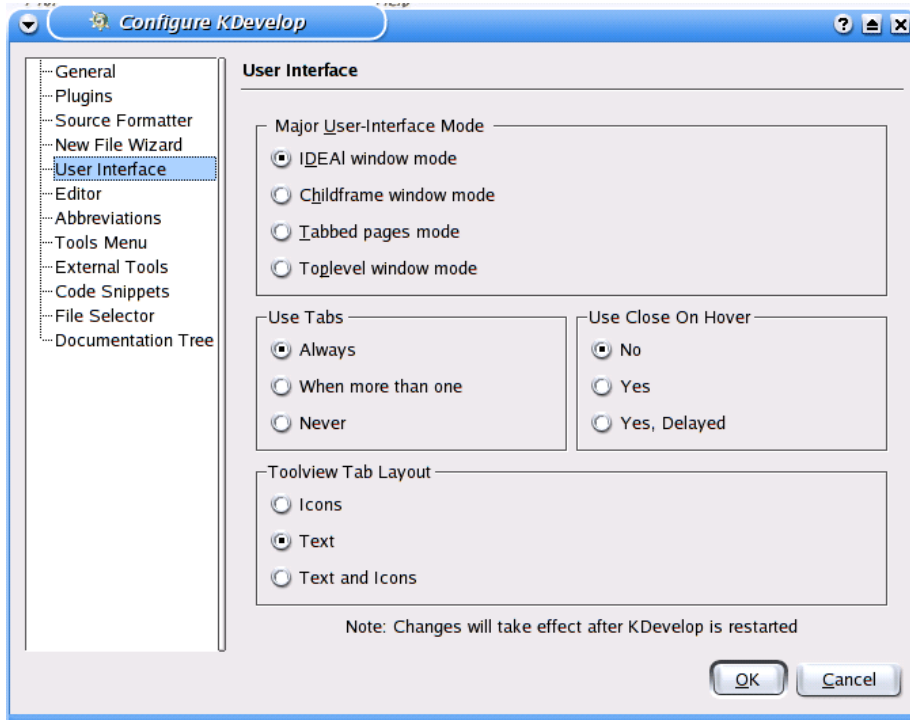 Configure KDevelop
General
Plugins
Source Formatter
New File Wizard
User Interface
Editor
Abbreviations
Tools Menu
External Tools
Code Snippets
File Selector
Documentation Tree
User Interface
Major User-Interface Mode
IDEAl window mode
Childframe window mode
Tabbed pages mode
Toplevel window mode
Use Tabs
Always
When more than one
Never
Use Close On Hover
No
Yes
Yes, Delayed
Toolview Tab Layout
Icons
Text
Text and Icons
Note: Changes will take effect after KDevelop is restarted
OK
Cancel